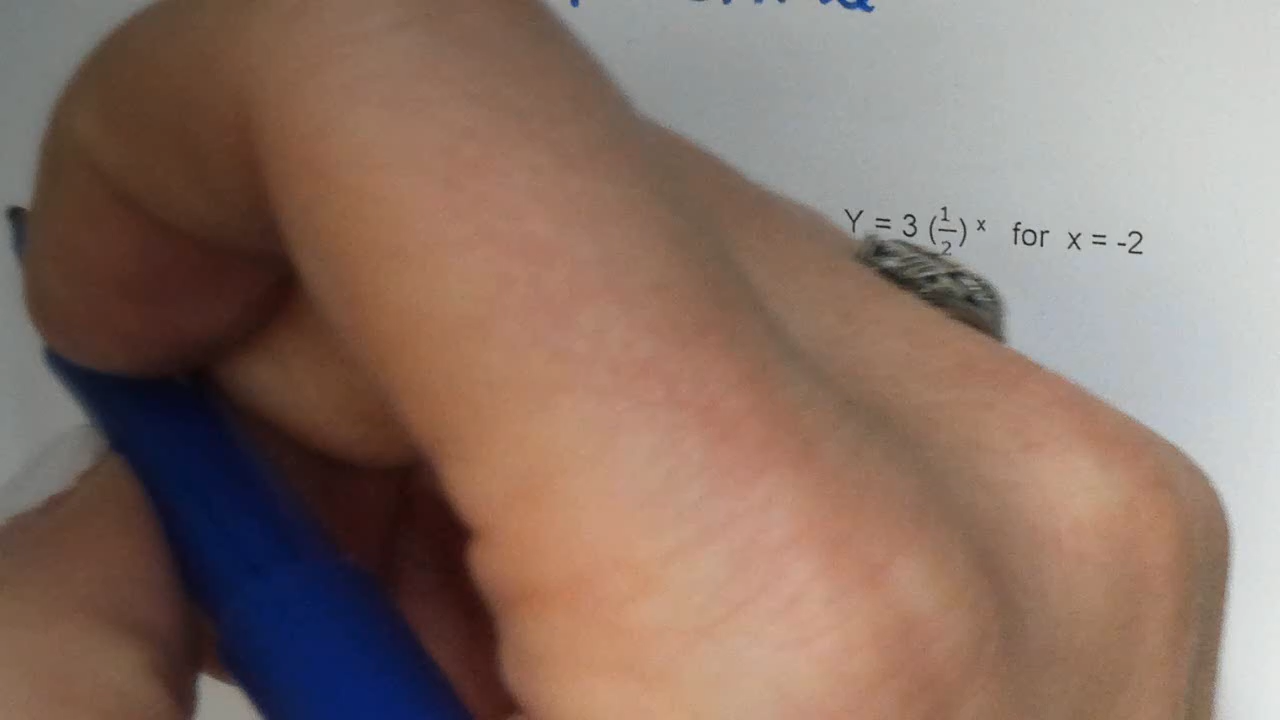 Y = 3 (1/2) x for x = -2